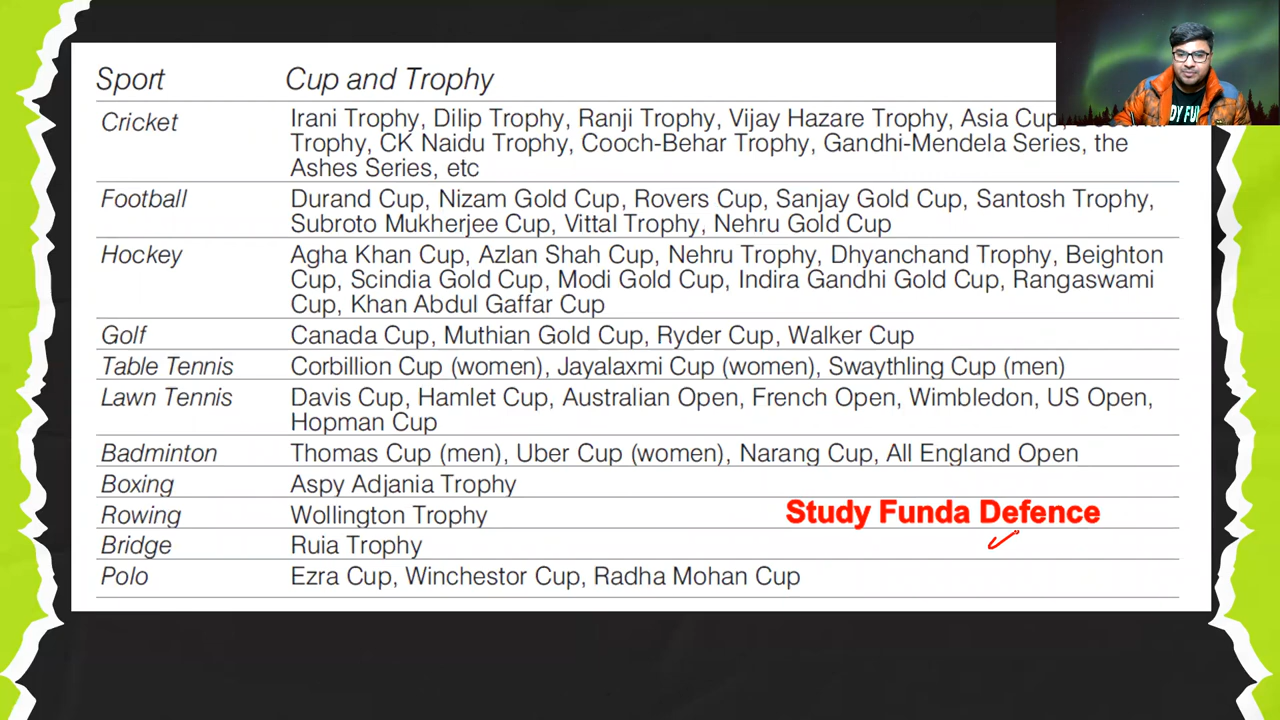 Sport Cup and Trophy
Cricket Irani Trophy, Dilip Trophy, Ranji Trophy, Vijay Hazare Trophy, Asia Cup,
Trophy, CK Naidu Trophy, Cooch-Behar Trophy, Gandhi-Mendela Series, the
Ashes Series, etc
Football Durand Cup, Nizam Gold Cup, Rovers Cup, Sanjay Gold Cup, Santosh Trophy,
Subroto Mukherjee Cup, Vittal Trophy, Nehru Gold Cup
Hockey Agha Khan Cup, Azlan Shah Cup, Nehru Trophy, Dhyanchand Trophy, Beighton
Cup, Scindia Gold Cup, Modi Gold Cup, Indira Gandhi Gold Cup, Rangaswami
Cup, Khan Abdul Gaffar Cup
Golf Canada Cup, Muthian Gold Cup, Ryder Cup, Walker Cup
Table Tennis Corbillion Cup (women), Jayalaxmi Cup (women), Swaythling Cup (men)
Lawn Tennis Davis Cup, Hamlet Cup, Australian Open, French Open, Wimbledon, US Open,
Hopman Cup
Badminton Thomas Cup (men), Uber Cup (women), Narang Cup, All England Open
Boxing Aspy Adjania Trophy
Rowing Wollington Trophy
Study Funda Defence
Bridge Ruia Trophy
Polo Ezra Cup, Winchestor Cup, Radha Mohan Cup